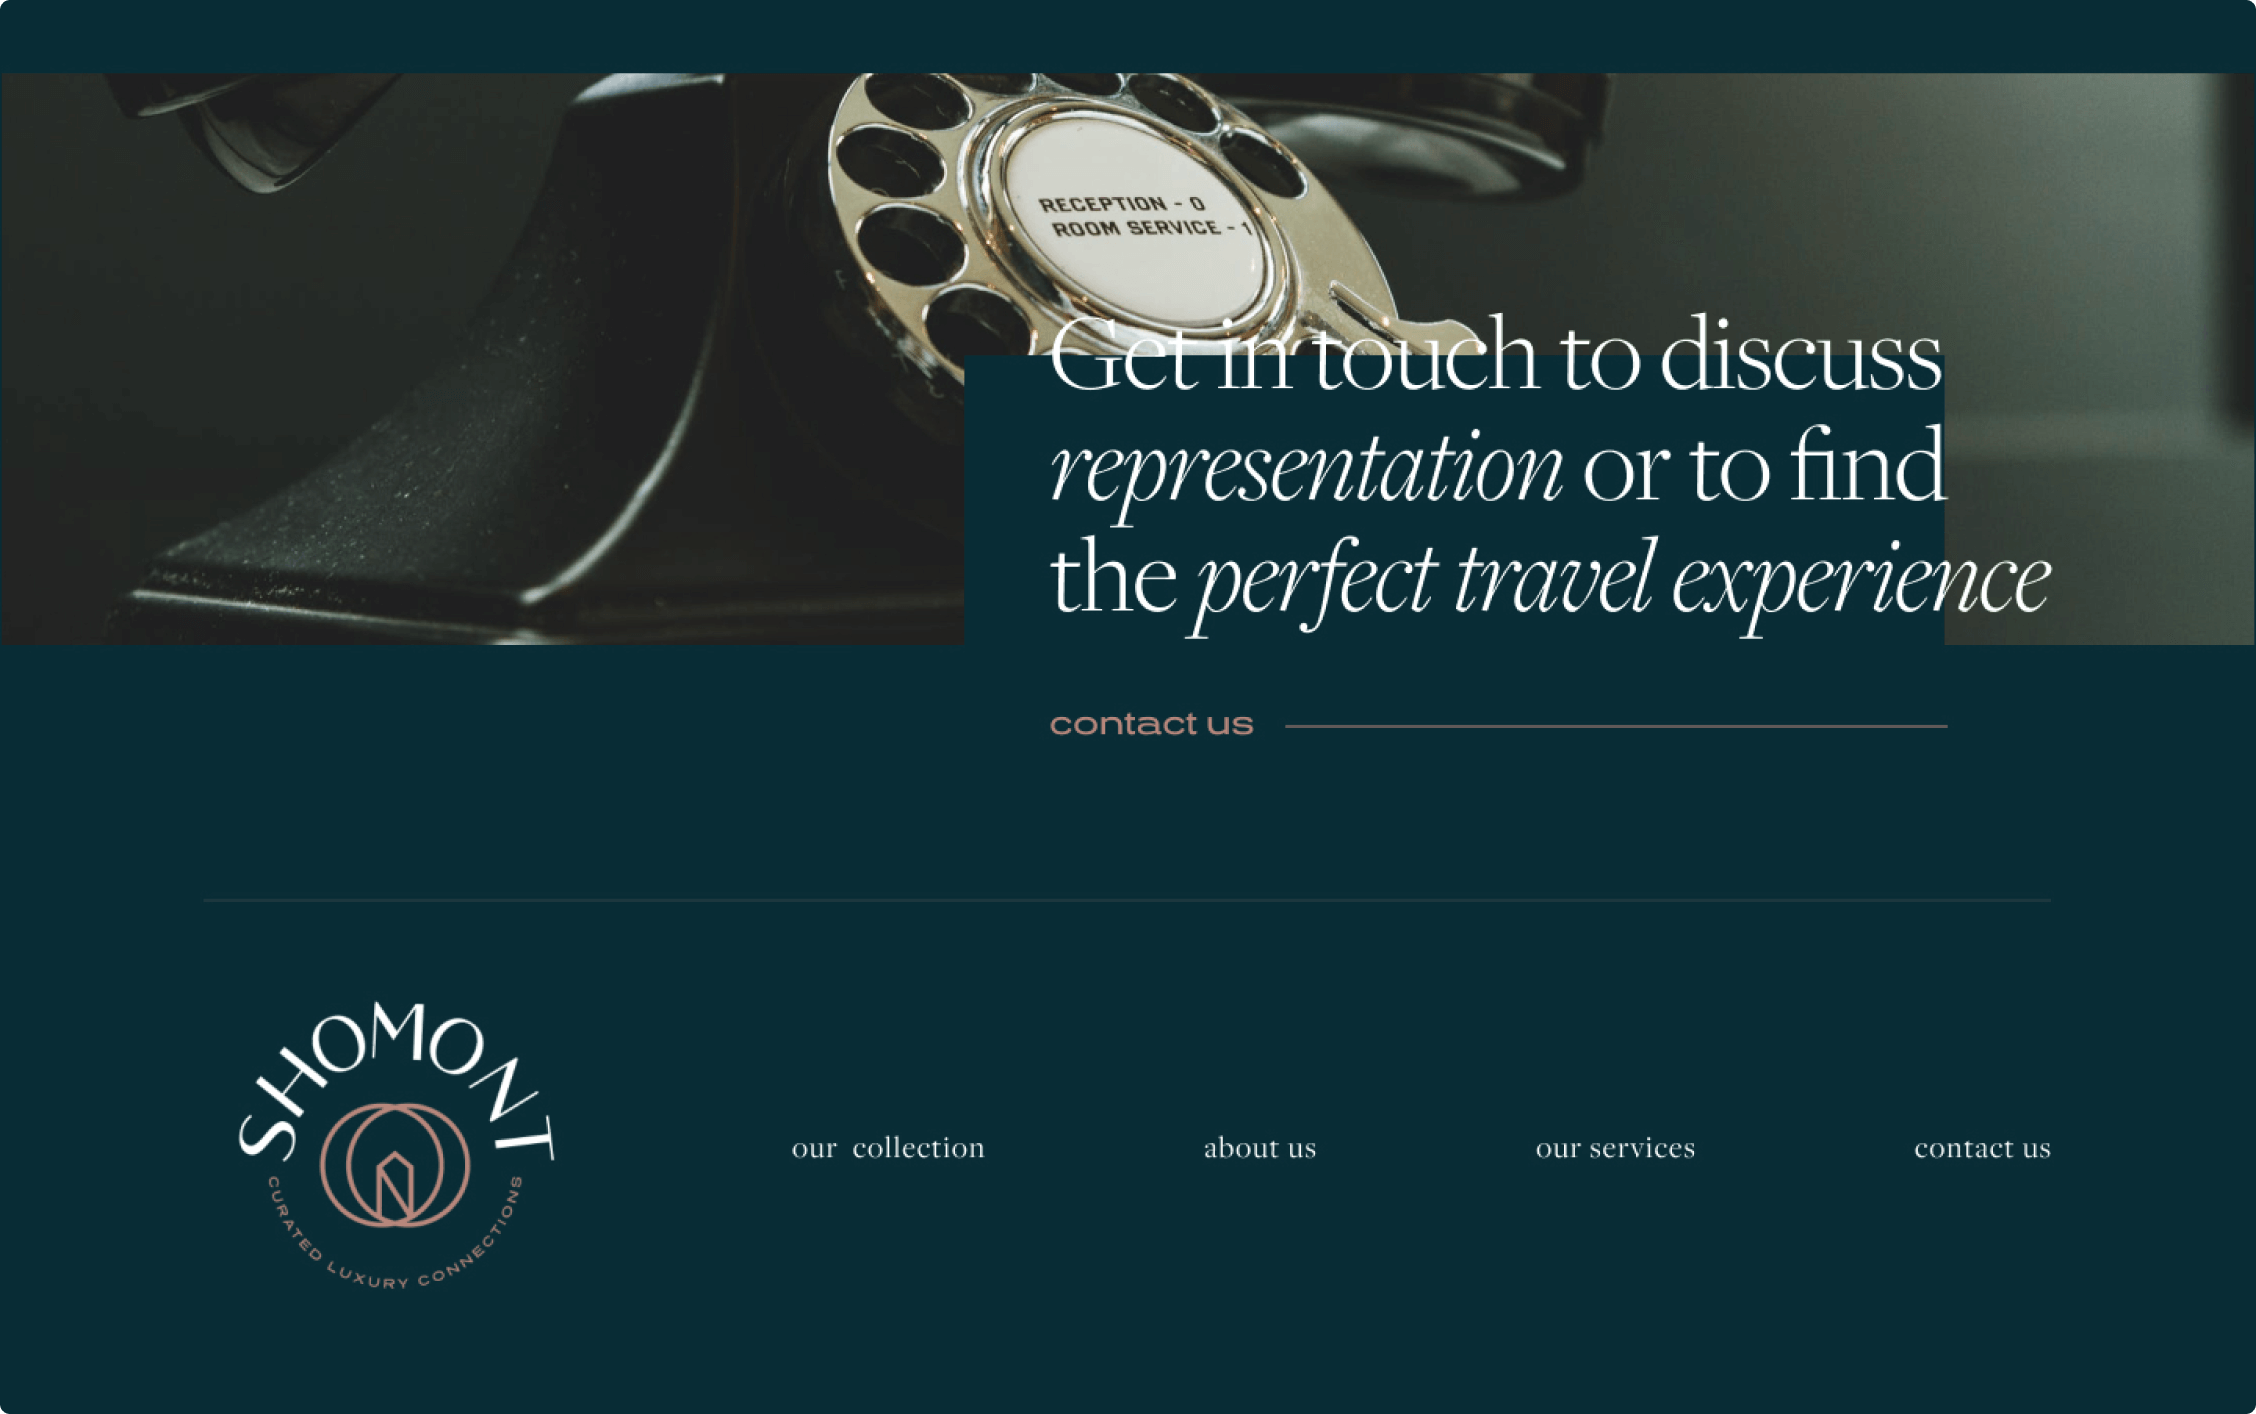 RECEPTION - 0
ROOM SERVICE - 1
Get in touch to discuss
representation or to find
the perfect travel experience
contact us
SHOMONT
CURATED LUXURY CONNECTIONS
our collection
about us
our services
contact us